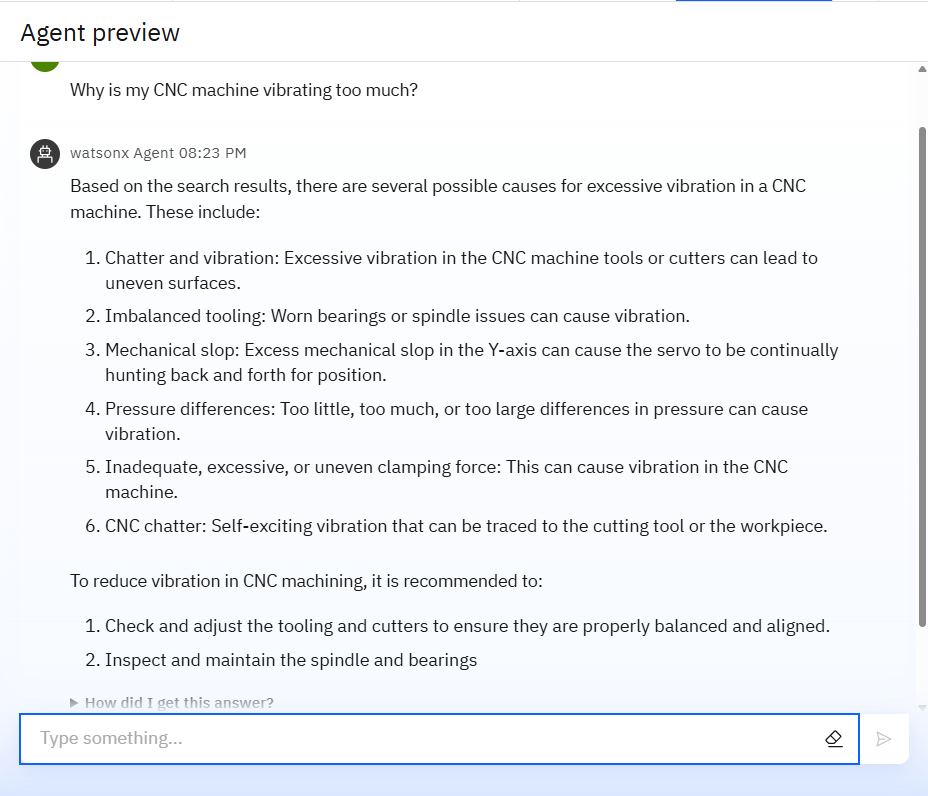 Agent preview
Why is my CNC machine vibrating too much?
watsonx Agent 08:23 PM
Based on the search results, there are several possible causes for excessive vibration in a CNC
machine. These include:
1. Chatter and vibration: Excessive vibration in the CNC machine tools or cutters can lead to
uneven surfaces.
2. Imbalanced tooling: Worn bearings or spindle issues can cause vibration.
3. Mechanical slop: Excess mechanical slop in the Y-axis can cause the servo to be continually
hunting back and forth for position.
4. Pressure differences: Too little, too much, or too large differences in pressure can cause
vibration.
5. Inadequate, excessive, or uneven clamping force: This can cause vibration in the CNC
machine.
6. CNC chatter: Self-exciting vibration that can be traced to the cutting tool or the workpiece.
To reduce vibration in CNC machining, it is recommended to:
1. Check and adjust the tooling and cutters to ensure they are properly balanced and aligned.
2. Inspect and maintain the spindle and bearings
How did I get this answer?
Type something...